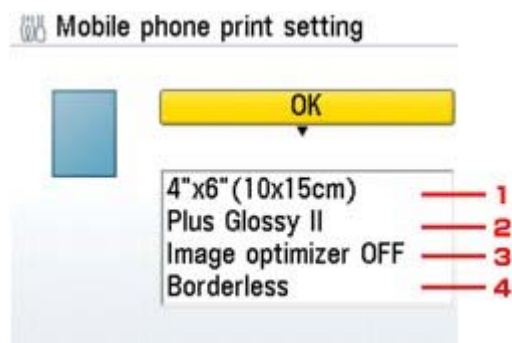 Mobile phone print setting
OK
4"x6"(10x15cm) 1
Plus Glossy II 2
Image optimizer OFF 3
Borderless 4